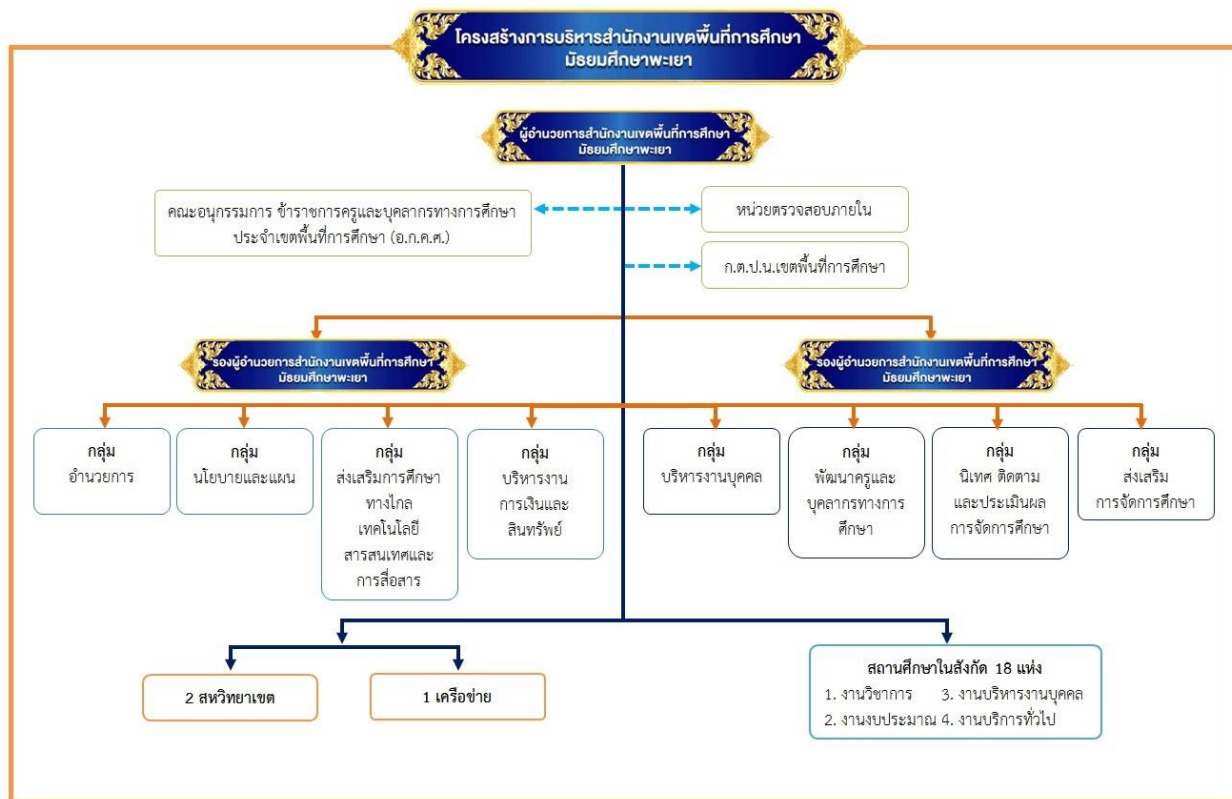 โครงสร้างการบริหารสำนักงานเขตพื้นที่การศึกษา
มัธยมศึกษาพะเยา
ผู้อำนวยการสำนักงานเขตพื้นที่การศึกษา
มัธยมศึกษาพะเยา
คณะอนุกรรมการ ข้าราชการครูและบุคลากรทางการศึกษา
ประจำเขตพื้นที่การศึกษา (อ.ก.ค.ศ.)
หน่วยตรวจสอบภายใน
ก.ต.ป.น.เขตพื้นที่การศึกษา
รองผู้อำนวยการสำนักงานเขตพื้นที่การศึกษา
มัธยมศึกษาพะเยา
รองผู้อำนวยการสำนักงานเขตพื้นที่การศึกษา
มัธยมศึกษาพะเยา
กลุ่ม
อำนวยการ
กลุ่ม
นโยบายและแผน
กลุ่ม
ส่งเสริมการศึกษา
ทางไกล
เทคโนโลยี
สารสนเทศและ
การสื่อสาร
กลุ่ม
บริหารงาน
การเงินและ
สินทรัพย์
กลุ่ม
บริหารงานบุคคล
กลุ่ม
พัฒนาครูและ
บุคลากรทางการ
ศึกษา
กลุ่ม
นิเทศ ติดตาม
และประเมินผล
การจัดการศึกษา
กลุ่ม
ส่งเสริม
การจัดการศึกษา
2 สหวิทยาเขต
1 เครือข่าย
สถานศึกษาในสังกัด 18 แห่ง
1. งานวิชาการ 3. งานบริหารงานบุคคล
2. งานงบประมาณ 4. งานบริการทั่วไป